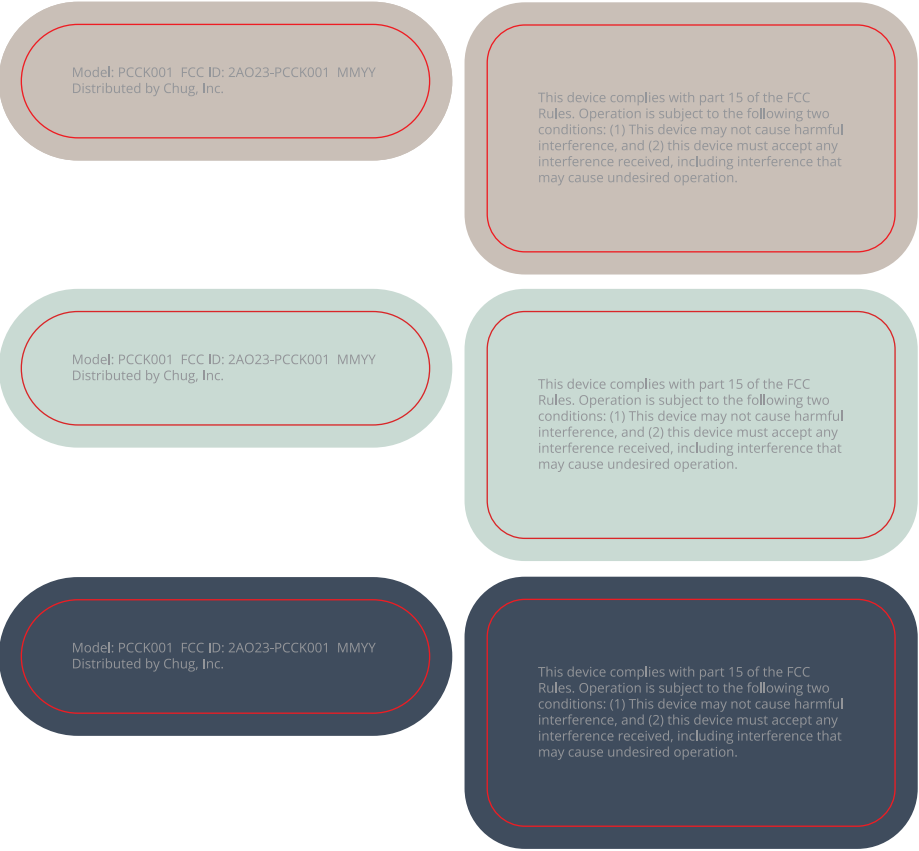 Model: PCCK001 FCC ID: 2AO23-PCCK001 MMYY
Distributed by Chug, Inc.
This device complies with part 15 of the FCC
Rules. Operation is subject to the following two
conditions: (1) This device may not cause harmful
interference, and (2) this device must accept any
interference received, including interference that
may cause undesired operation.
Model: PCCK001 FCC ID: 2AO23-PCCK001 MMYY
Distributed by Chug, Inc.
This device complies with part 15 of the FCC
Rules. Operation is subject to the following two
conditions: (1) This device may not cause harmful
interference, and (2) this device must accept any
interference received, including interference that
may cause undesired operation.
Model: PCCK001 FCC ID: 2AO23-PCCK001 MMYY
Distributed by Chug, Inc.
This device complies with part 15 of the FCC
Rules. Operation is subject to the following two
conditions: (1) This device may not cause harmful
interference, and (2) this device must accept any
interference received, including interference that
may cause undesired operation.